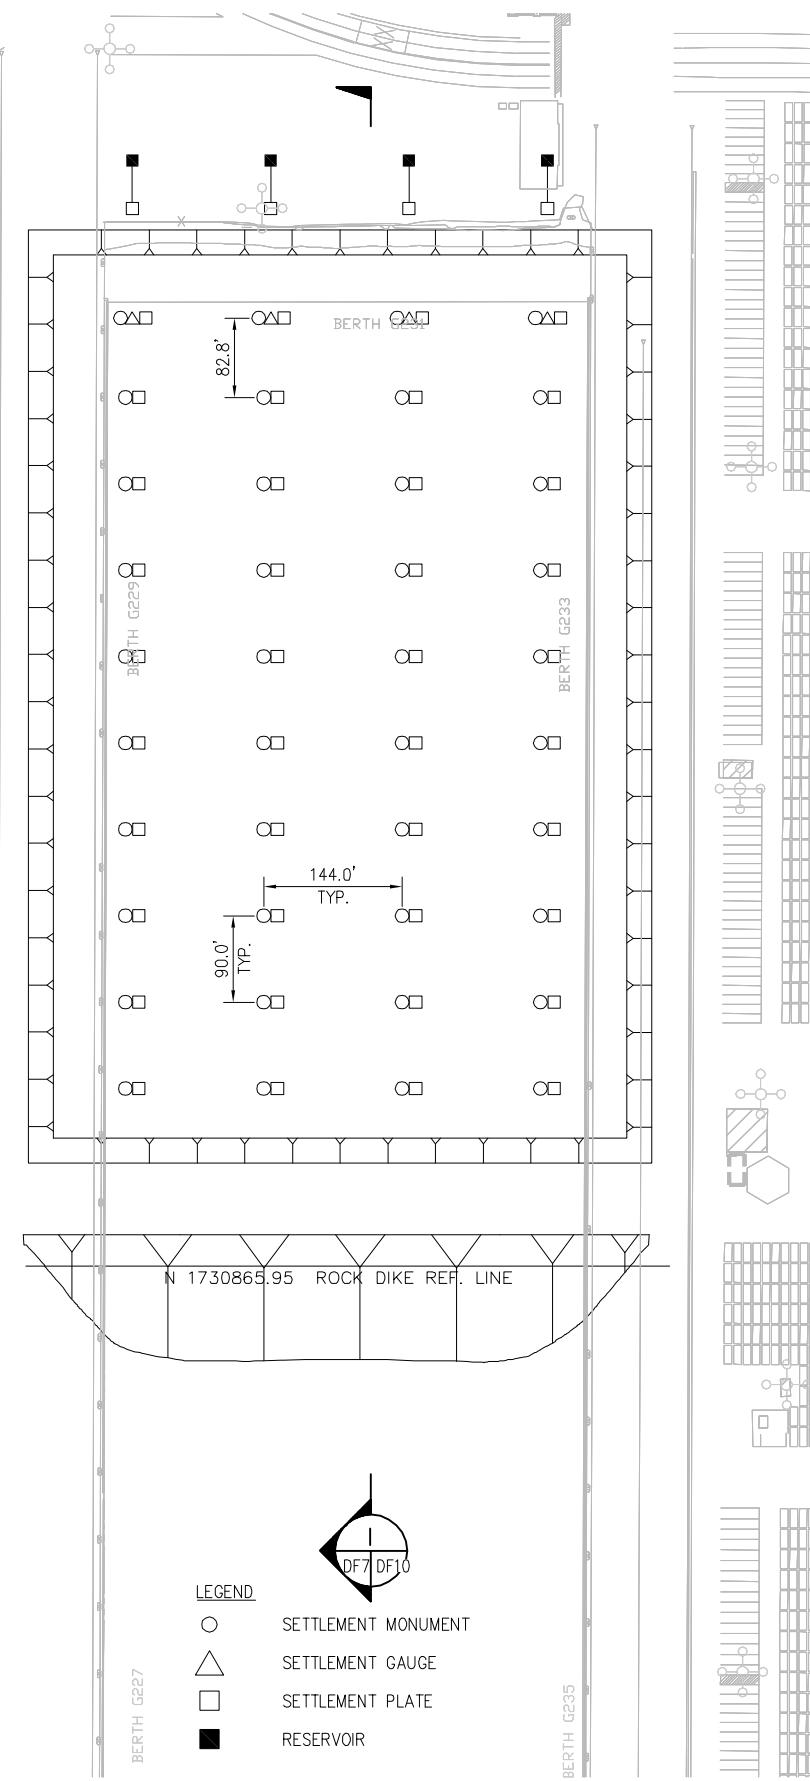 BERTH G231
82.8'
BERTH G229
BERTH G233
144.0'
TYP.
90.0'
TYP.
N 1730865.95 ROCK DIKE REF. LINE
I
DF7 DF10
LEGEND
SETTLEMENT MONUMENT
SETTLEMENT GAUGE
SETTLEMENT PLATE
RESERVOIR
BERTH G227
BERTH G235